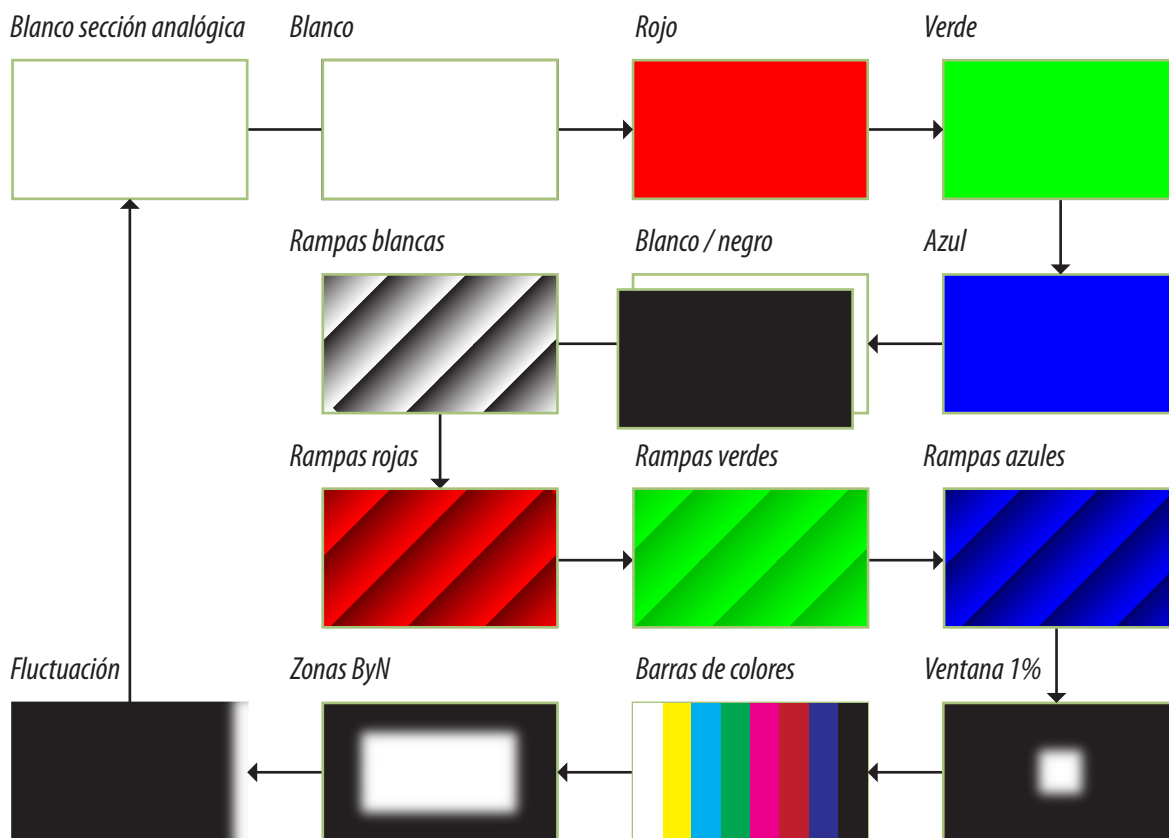 Blanco sección analógica
Blanco
Rojo
Verde
Rampas blancas
Blanco / negro
Azul
Rampas rojas
Rampas verdes
Rampas azules
Fluctuación
Zonas ByN
Barras de colores
Ventana 1%